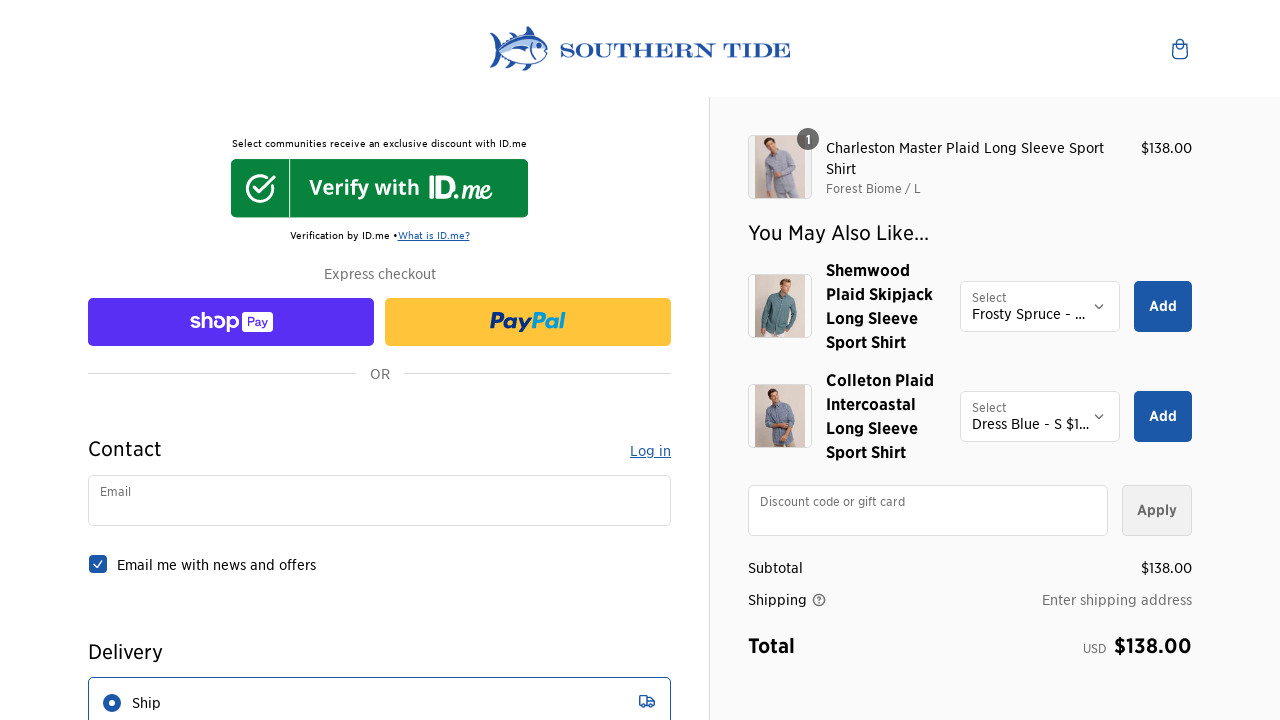 SOUTHERN TIDE
Select communities receive an exclusive discount with ID.me
Verify with ID.me
Verification by ID.me •What is ID.me?
Express checkout
shop Pay
PayPal
OR
Contact
Log in
Email
Email me with news and offers
Delivery
Ship
1
Charleston Master Plaid Long Sleeve Sport
Shirt
Forest Biome / L
$138.00
You May Also Like...
Shemwood
Plaid Skipjack
Long Sleeve
Sport Shirt
Select
Frosty Spruce - ...
Add
Colleton Plaid
Intercoastal
Long Sleeve
Sport Shirt
Select
Dress Blue - S $1...
Add
Discount code or gift card
Apply
Subtotal
$138.00
Shipping
Enter shipping address
Total
USD $138.00